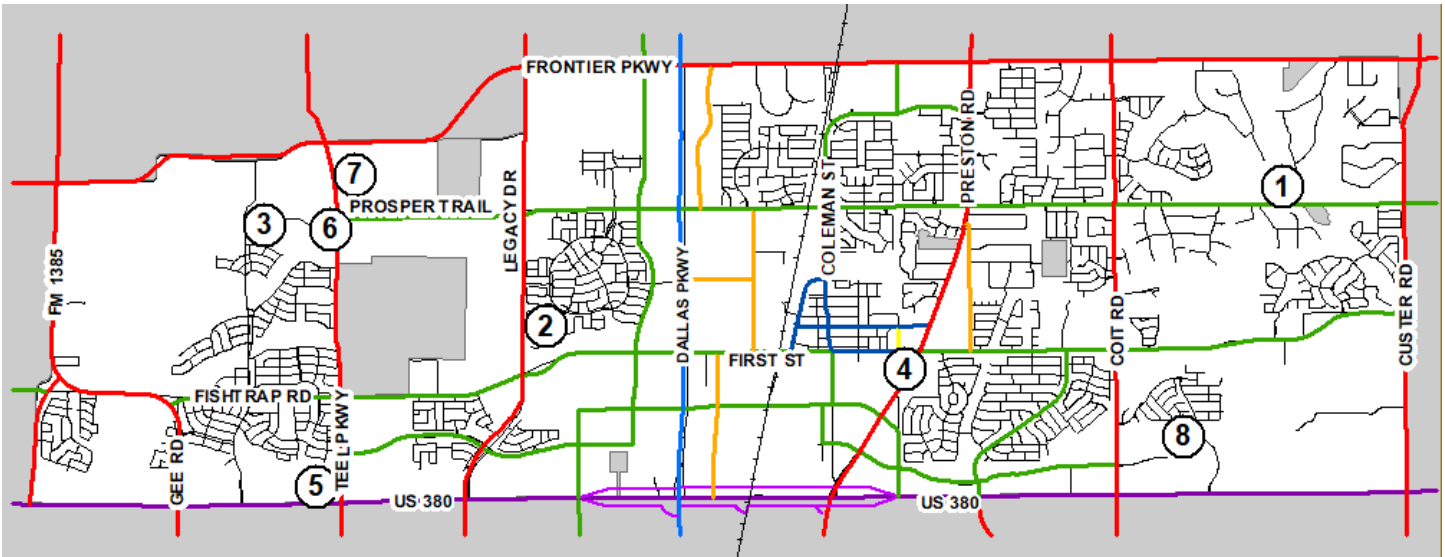 FRONTIER PKWY
PRESTON RD
7
PROSPER TRAIL
1
3
6
LEGACY DR
COLEMAN ST
FM 1385
DALLAS PKWY
2
COIT RD
CUSTER RD
FIRST ST
4
FISHTRAP RD
GEE RD
TEEL PKWY
8
5
US 380
US 380